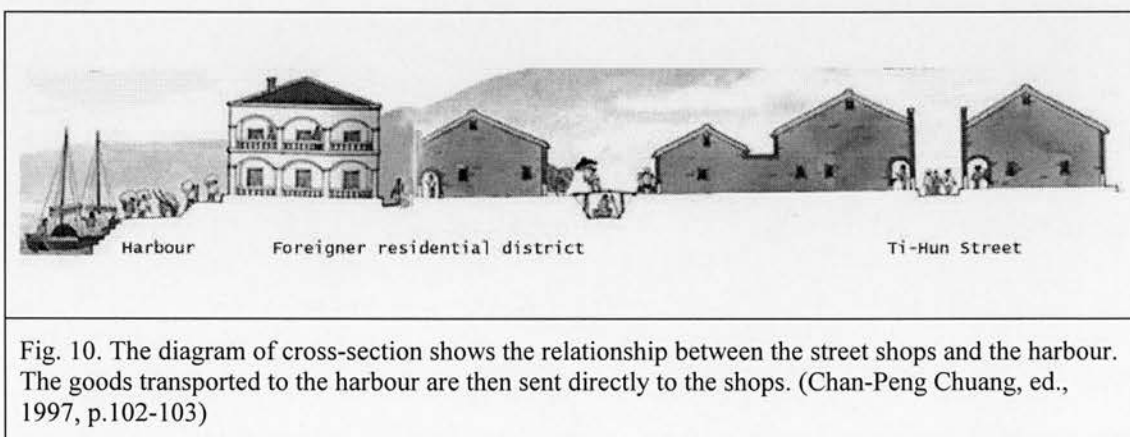 Harbour
Foreigner residential district
Ti-Hun Street
Fig. 10. The diagram of cross-section shows the relationship between the street shops and the harbour.
The goods transported to the harbour are then sent directly to the shops. (Chan-Peng Chuang, ed.,
1997, p.102-103)